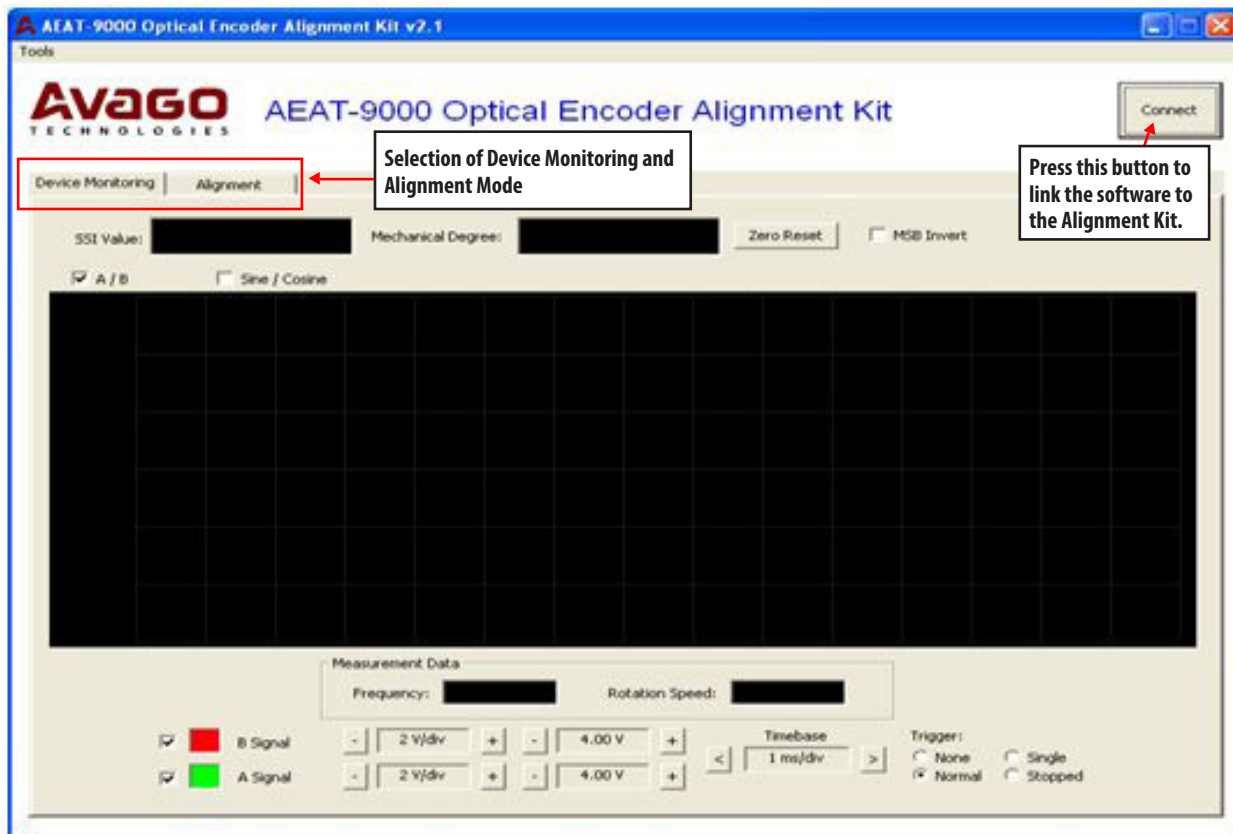 AEAT-9000 Optical Encoder Alignment Kit v2.1
Tools
AVAGO
TECHNOLOGIES
AEAT-9000 Optical Encoder Alignment Kit
Connect
Selection of Device Monitoring and
Alignment Mode
Press this button to
link the software to
the Alignment Kit.
Device Monitoring
Alignment
SSI Value:
Mechanical Degree:
Zero Reset
MSB Invert
A / B
Sine / Cosine
Measurement Data
Frequency:
Rotation Speed:
B Signal
- 2 V/div +
- 4.00 V +
A Signal
- 2 V/div +
- 4.00 V +
Timebase
< 1 ms/div >
Trigger:
None
Single
Normal
Stopped